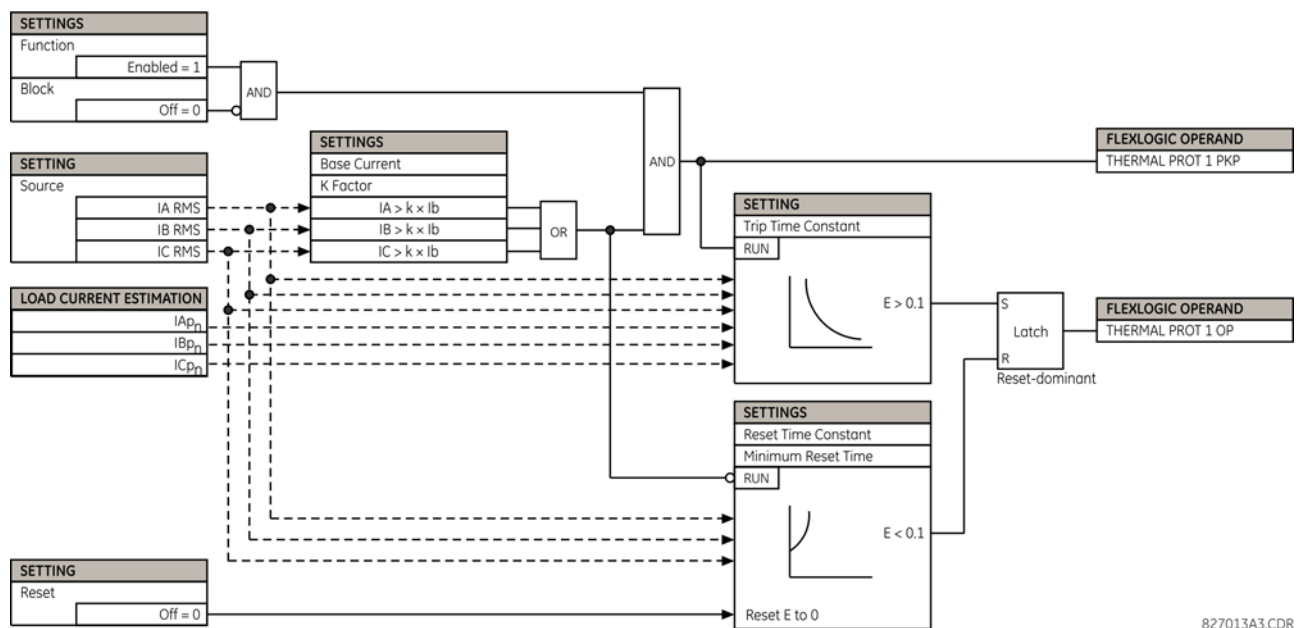 SETTINGS
Function
Enabled = 1
Block
Off = 0
AND
SETTING
Source
IA RMS
IB RMS
IC RMS
SETTINGS
Base Current
K Factor
IA > k × Ib
IB > k × Ib
IC > k × Ib
OR
AND
FLEXLOGIC OPERAND
THERMAL PROT 1 PKP
LOAD CURRENT ESTIMATION
IApn
IBpn
ICpn
SETTING
Trip Time Constant
RUN
E > 0.1
S
Latch
R
Reset-dominant
FLEXLOGIC OPERAND
THERMAL PROT 1 OP
SETTINGS
Reset Time Constant
Minimum Reset Time
RUN
E < 0.1
Reset E to 0
SETTING
Reset
Off = 0
827013A3.CDR